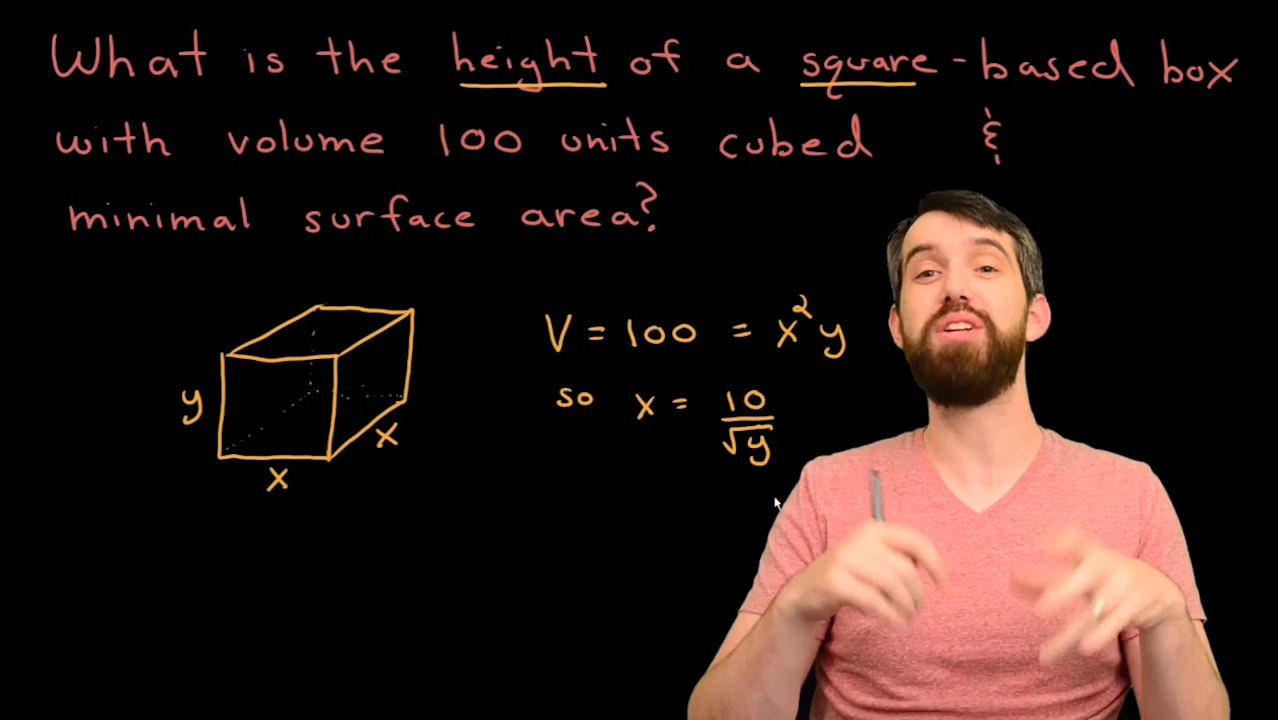 What is the height of a square-based box
with volume 100 units cubed &
minimal surface area?
V = 100 = x²y
so x = 10/√y
y
x
x